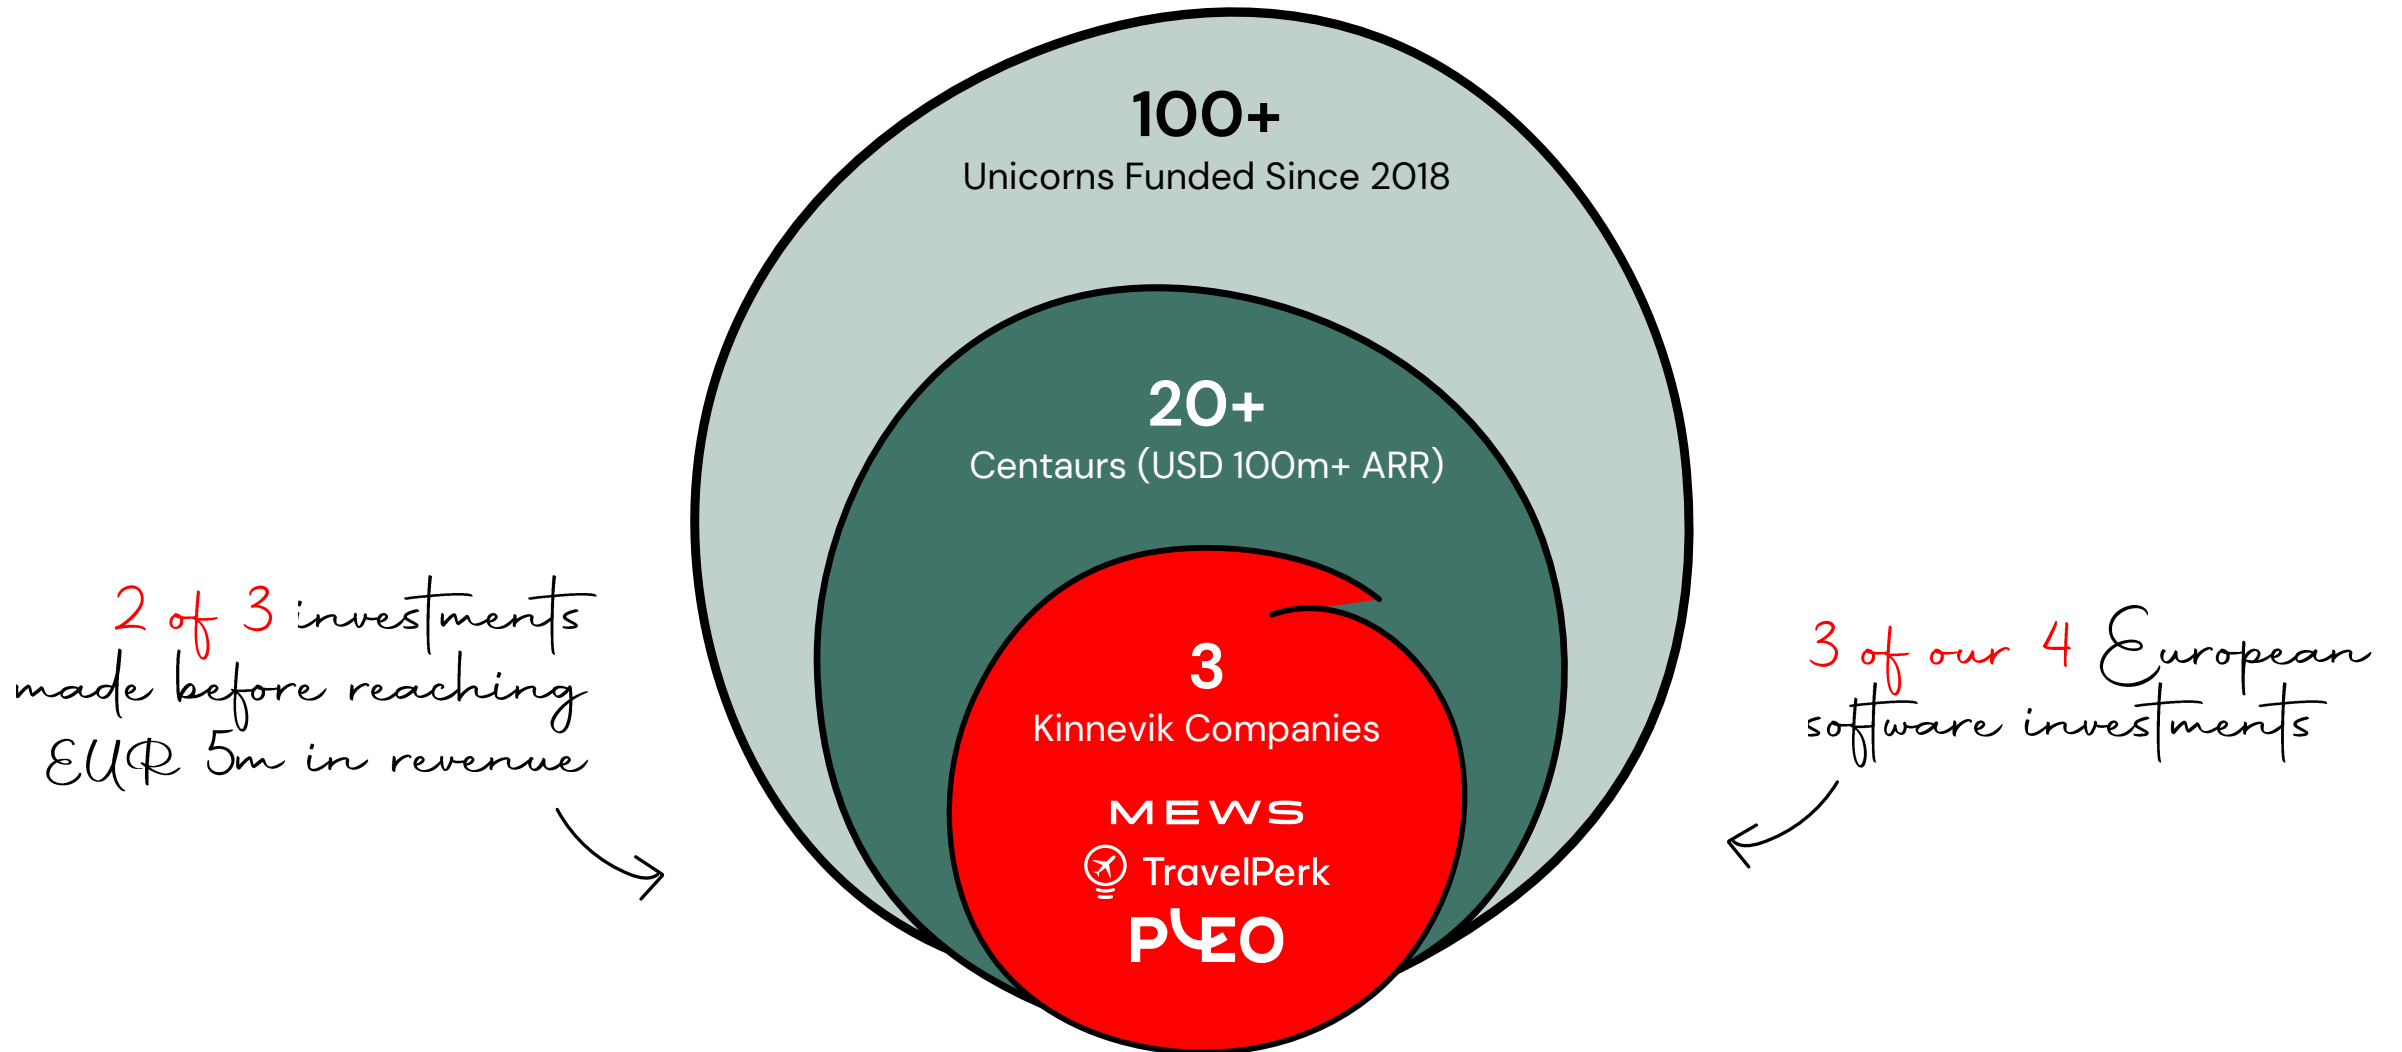 100+
Unicorns Funded Since 2018
20+
Centaurs (USD 100m+ ARR)
3
Kinnevik Companies
MEWS
TravelPerk
PLEO
2 of 3 investments
made before reaching
EUR 5m in revenue
3 of our 4 European
software investments